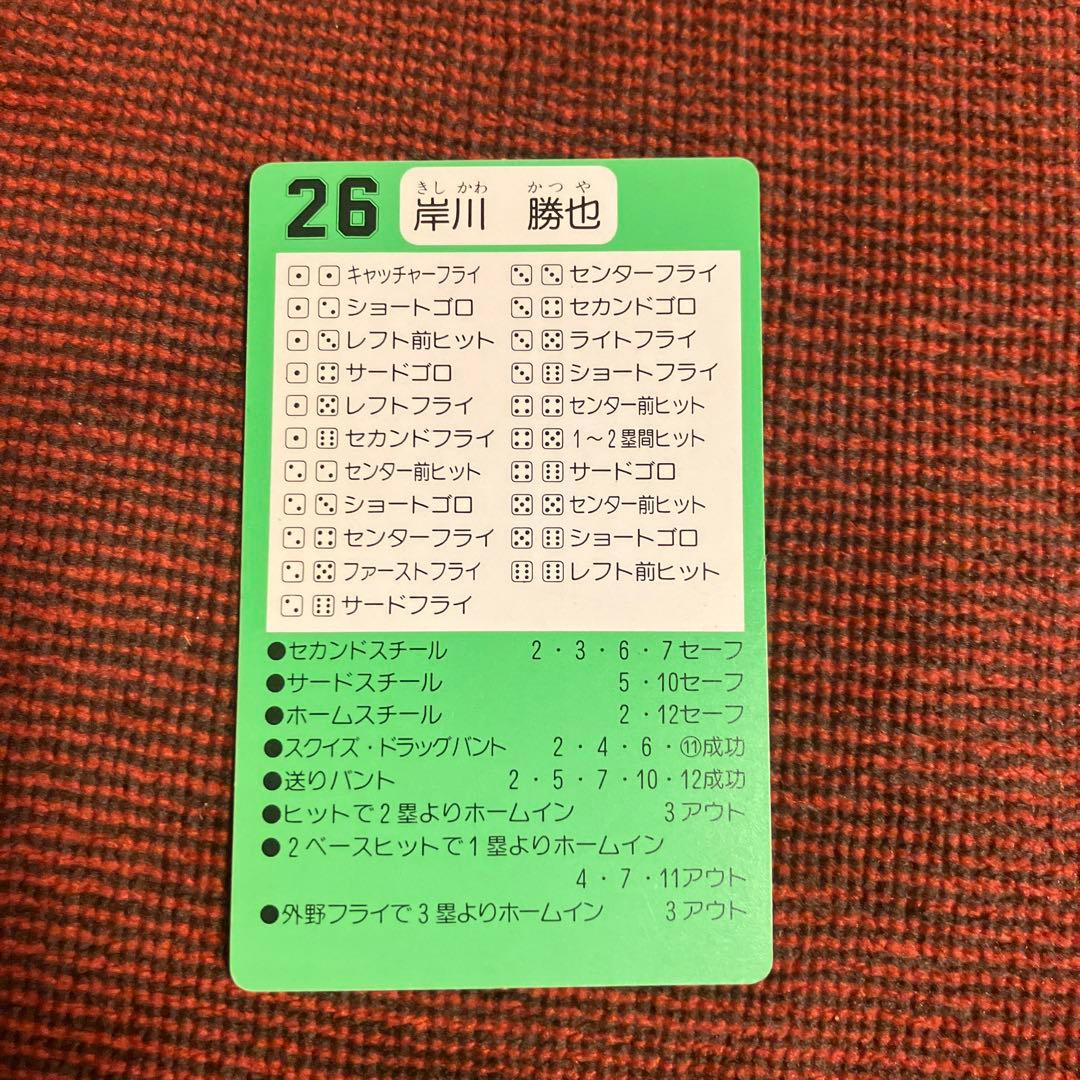 26
きし かわ かつ や
岸川 勝也
⚀ ⚀ キャッチャーフライ
⚀ ⚁ ショートゴロ
⚀ ⚂ レフト前ヒット
⚀ ⚃ サードゴロ
⚀ ⚄ レフトフライ
⚀ ⚅ セカンドフライ
⚁ ⚁ センター前ヒット
⚁ ⚂ ショートゴロ
⚁ ⚃ センターフライ
⚁ ⚄ ファーストフライ
⚁ ⚅ サードフライ
⚂ ⚂ センターフライ
⚂ ⚃ セカンドゴロ
⚂ ⚄ ライトフライ
⚂ ⚅ ショートフライ
⚃ ⚃ センター前ヒット
⚃ ⚄ 1～2塁間ヒット
⚃ ⚅ サードゴロ
⚄ ⚄ センター前ヒット
⚄ ⚅ ショートゴロ
⚅ ⚅ レフト前ヒット
●セカンドスチール 2・3・6・7セーフ
●サードスチール 5・10セーフ
●ホームスチール 2・12セーフ
●スクイズ・ドラッグバント 2・4・6・⑪成功
●送りバント 2・5・7・10・12成功
●ヒットで2塁よりホームイン 3アウト
●2ベースヒットで1塁よりホームイン
4・7・11アウト
●外野フライで3塁よりホームイン 3アウト